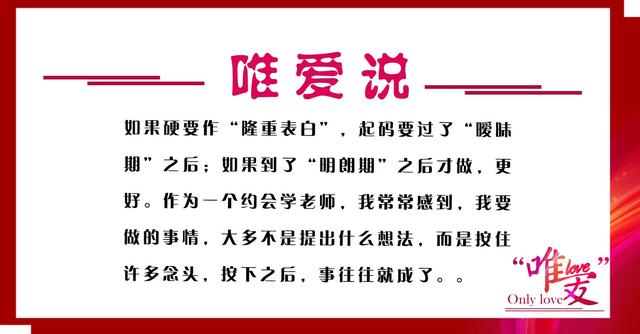 唯爱说
如果硬要作“隆重表白”，起码要过了“暧昧
期”之后；如果到了“明朗期”之后才做，更
好。作为一个约会学老师，我常常感到，我要
做的事情，大多不是提出什么想法，而是按住
许多念头，按下之后，事往往就成了。。
“唯love爱”
Only love